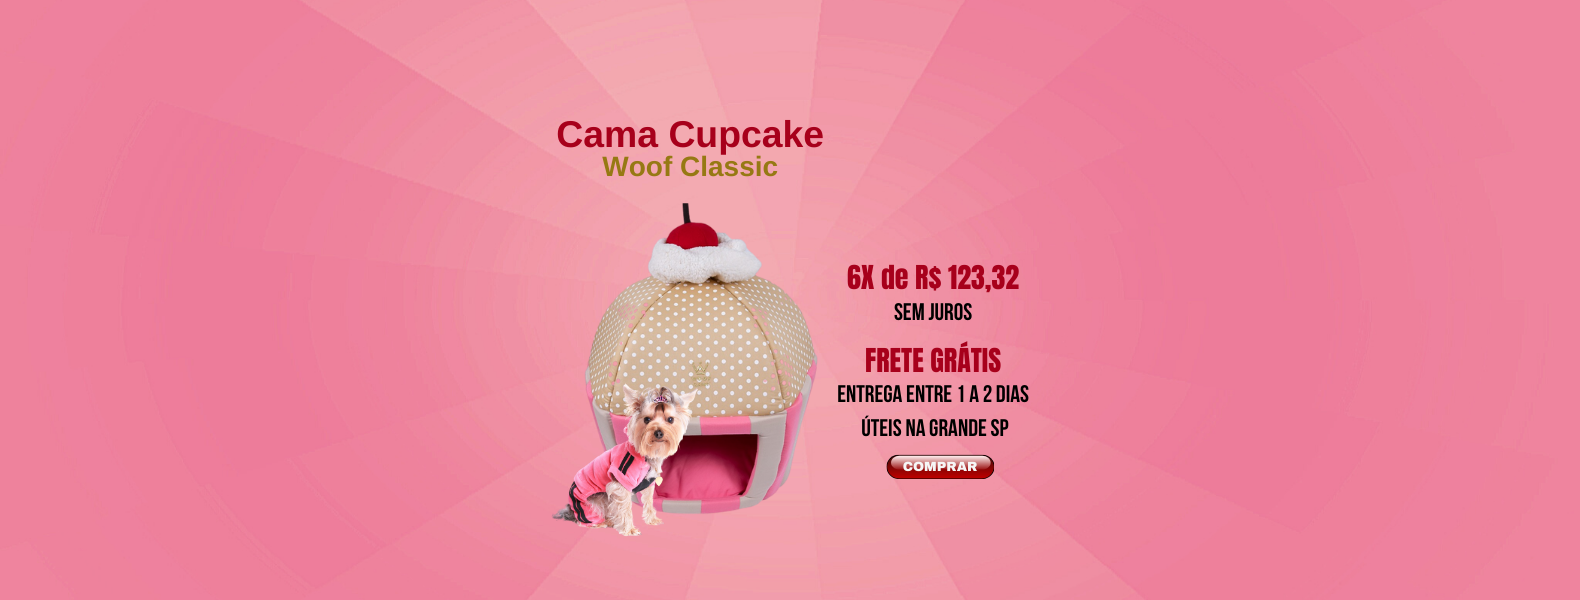 Cama Cupcake
Woof Classic
6X de R$ 123,32
SEM JUROS
FRETE GRÁTIS
ENTREGA ENTRE 1 A 2 DIAS
ÚTEIS NA GRANDE SP
COMPRAR